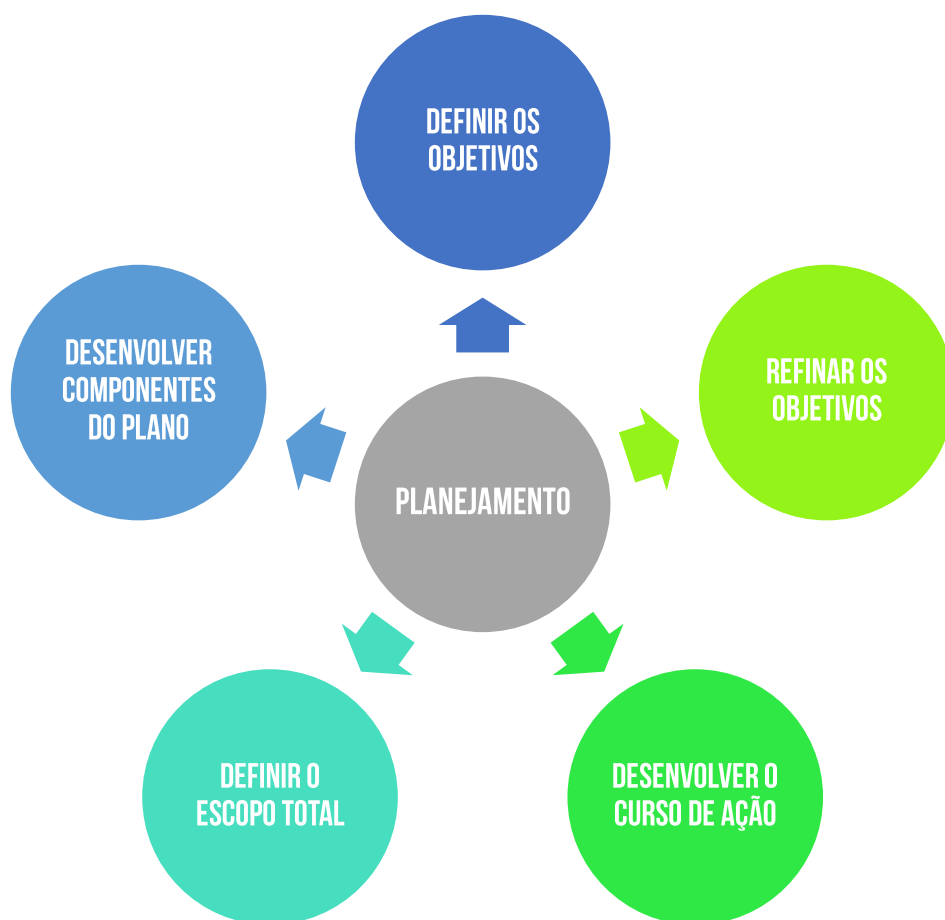 DEFINIR OS
OBJETIVOS
DESENVOLVER
COMPONENTES
DO PLANO
REFINAR OS
OBJETIVOS
PLANEJAMENTO
DEFINIR O
ESCOPO TOTAL
DESENVOLVER O
CURSO DE AÇÃO